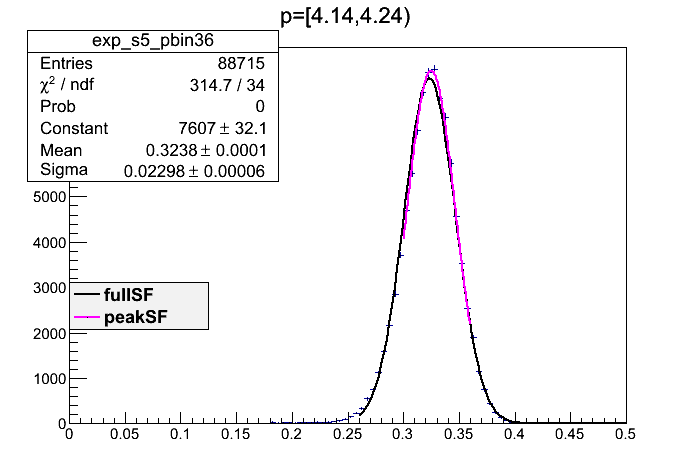 p=[4.14,4.24)
exp_s5_pbin36
Entries 88715
χ² / ndf 314.7 / 34
Prob 0
Constant 7607 ± 32.1
Mean 0.3238 ± 0.0001
Sigma 0.02298 ± 0.00006
5000
4000
3000
fullSF
peakSF
2000
1000
0
0 0.05 0.1 0.15 0.2 0.25 0.3 0.35 0.4 0.45 0.5